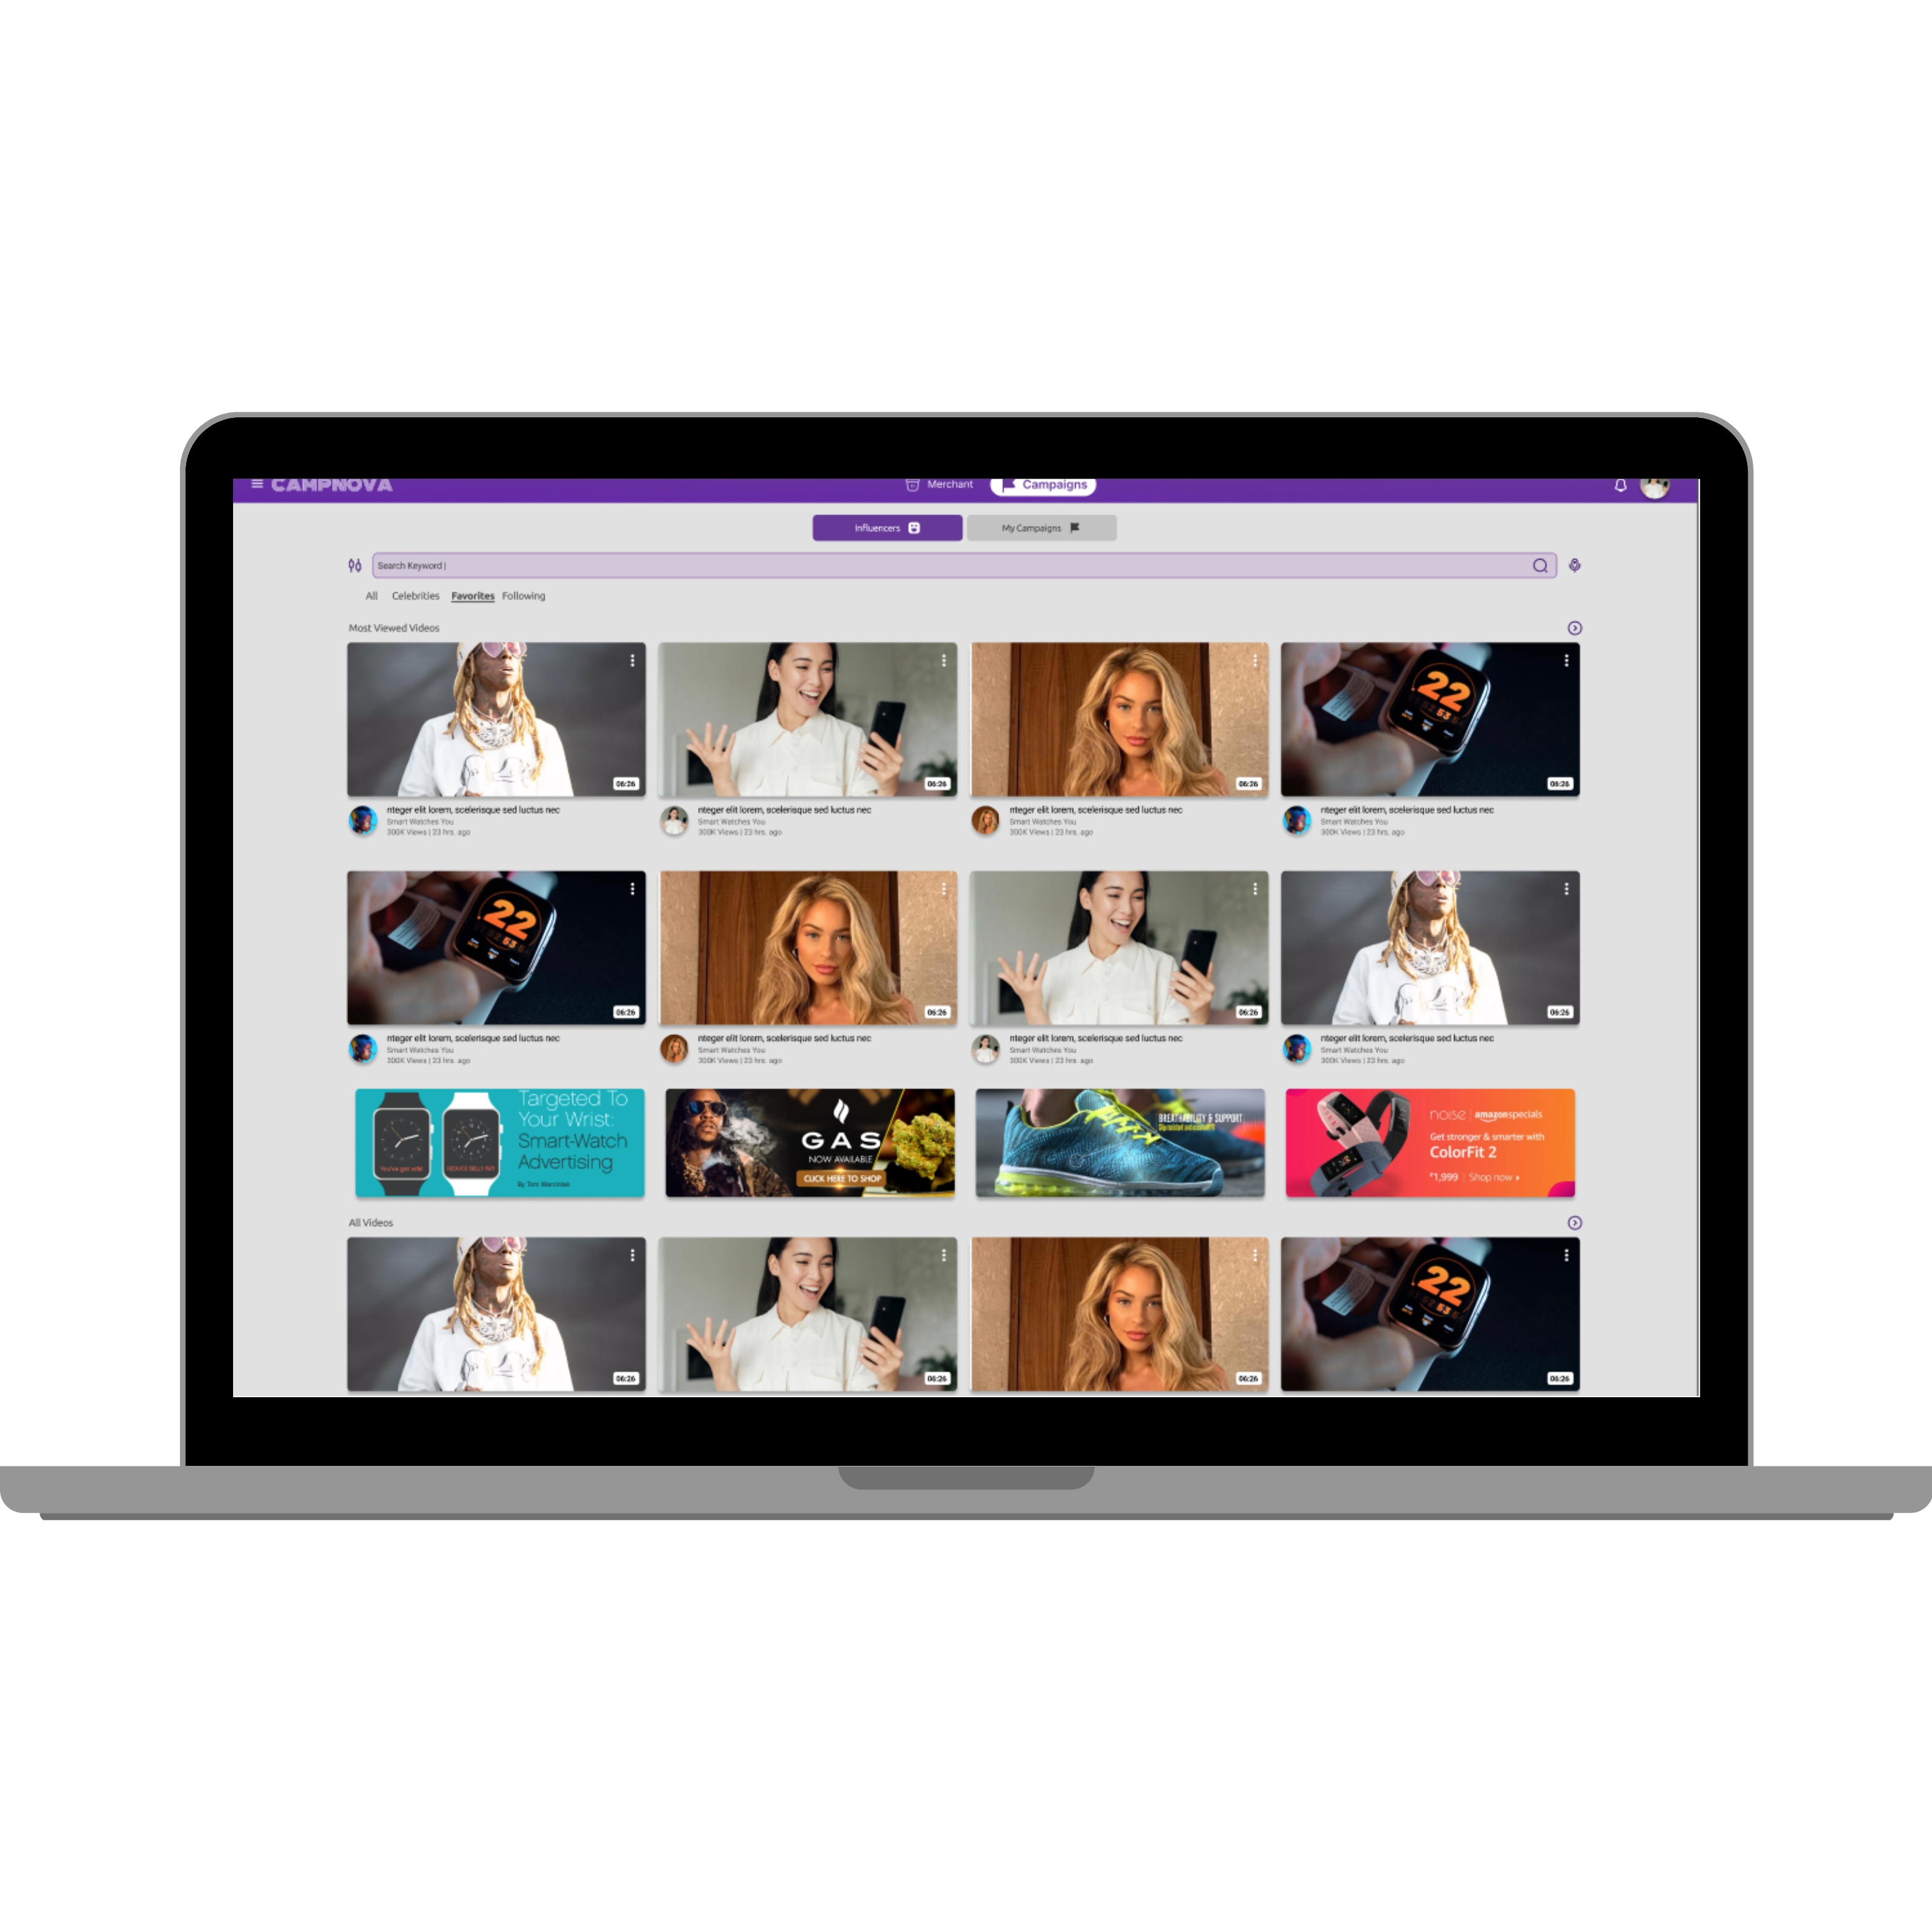 CAMPNOVA
Merchant
Campaigns
Influencers
My Campaigns
Search Keyword |
All Celebrities Favorites Following
Most Viewed Videos
22
06:26 06:26 06:26 06:26
nteger elit lorem, scelerisque sed luctus nec
Smart Watches You
300K Views | 23 hrs. ago
nteger elit lorem, scelerisque sed luctus nec
Smart Watches You
300K Views | 23 hrs. ago
nteger elit lorem, scelerisque sed luctus nec
Smart Watches You
300K Views | 23 hrs. ago
nteger elit lorem, scelerisque sed luctus nec
Smart Watches You
300K Views | 23 hrs. ago
22
06:26 06:26 06:26 06:26
nteger elit lorem, scelerisque sed luctus nec
Smart Watches You
300K Views | 23 hrs. ago
nteger elit lorem, scelerisque sed luctus nec
Smart Watches You
300K Views | 23 hrs. ago
nteger elit lorem, scelerisque sed luctus nec
Smart Watches You
300K Views | 23 hrs. ago
nteger elit lorem, scelerisque sed luctus nec
Smart Watches You
300K Views | 23 hrs. ago
Targeted To
Your Wrist:
Smart-Watch
Advertising
By Tom Marciniak
You've got ads!
REDUCE BELLY FAT!
GAS
NOW AVAILABLE
CLICK HERE TO SHOP
BREATHABILITY & SUPPORT
noise | amazonspecials
Get stronger & smarter with
ColorFit 2
₹1,999 | Shop now
All Videos
22
06:26 06:26 06:26 06:26